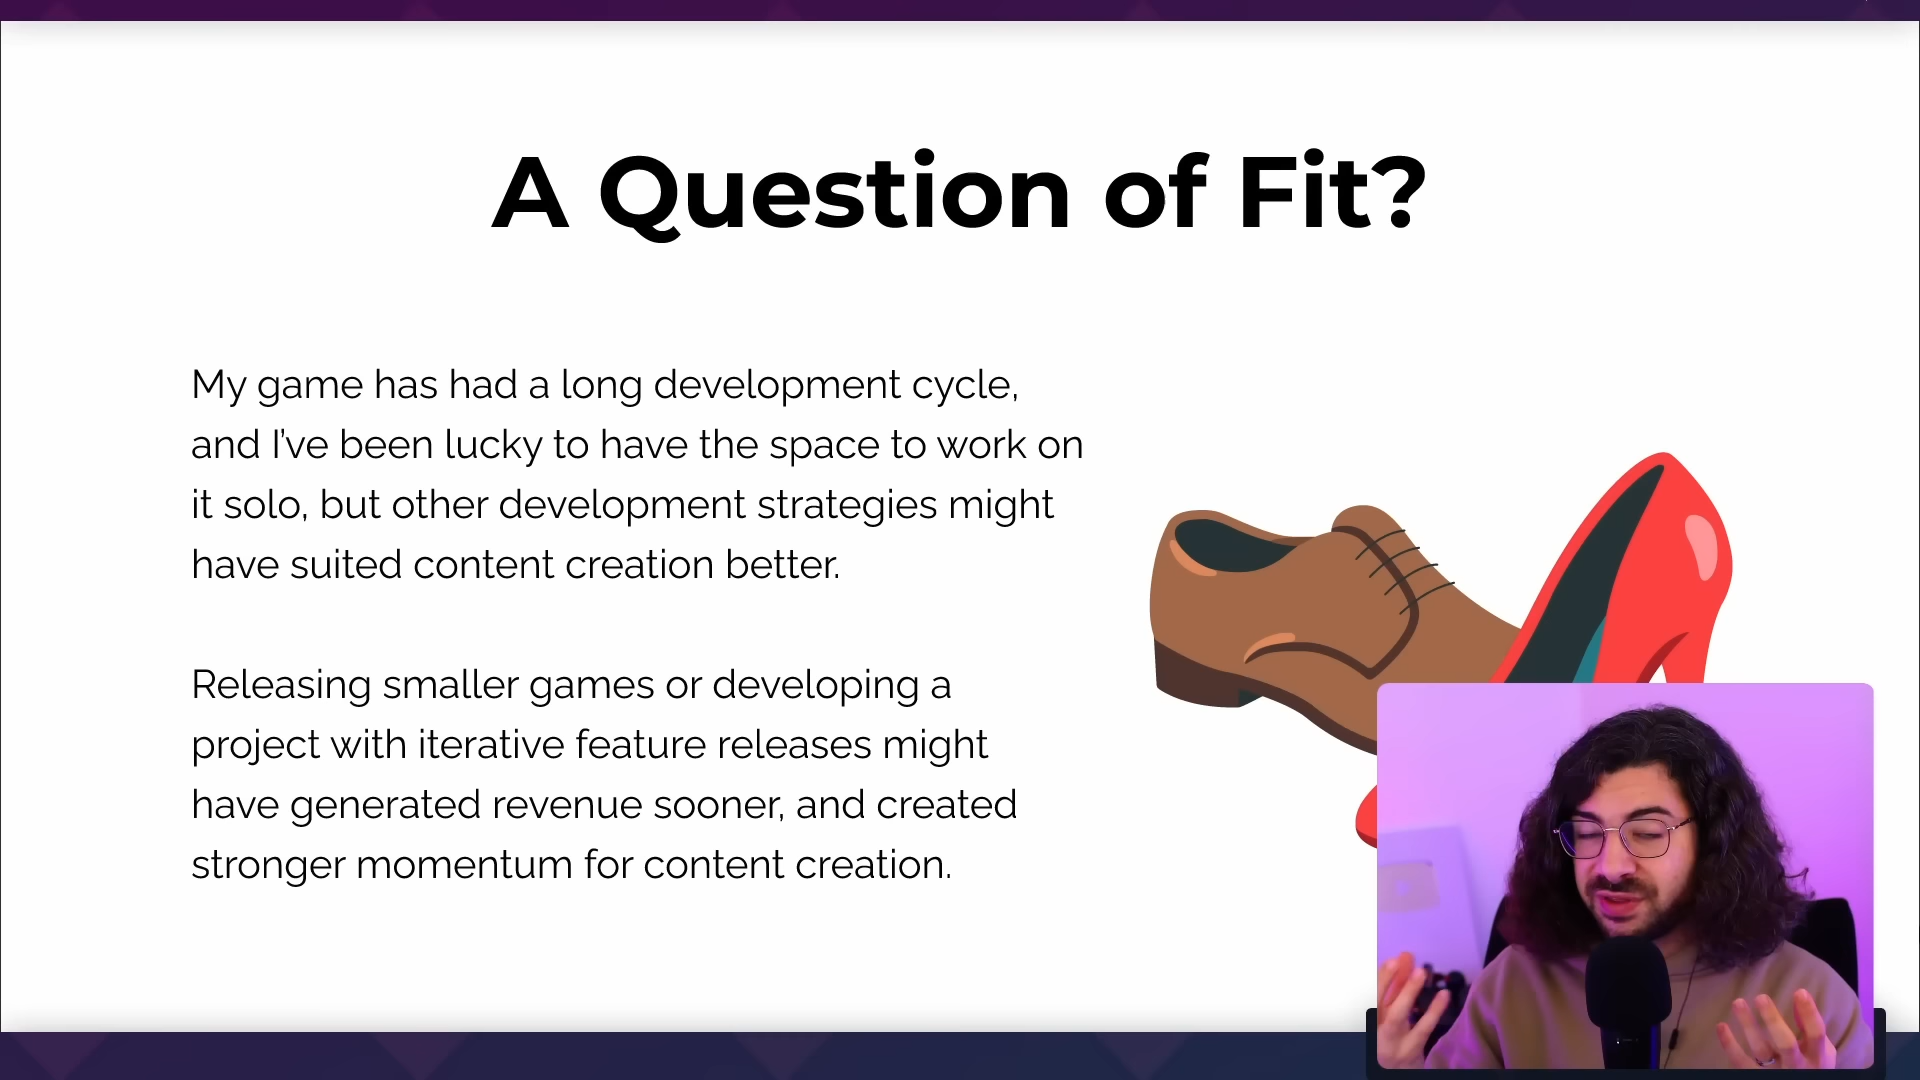 A Question of Fit?
My game has had a long development cycle,
and I've been lucky to have the space to work on
it solo, but other development strategies might
have suited content creation better.
Releasing smaller games or developing a
project with iterative feature releases might
have generated revenue sooner, and created
stronger momentum for content creation.